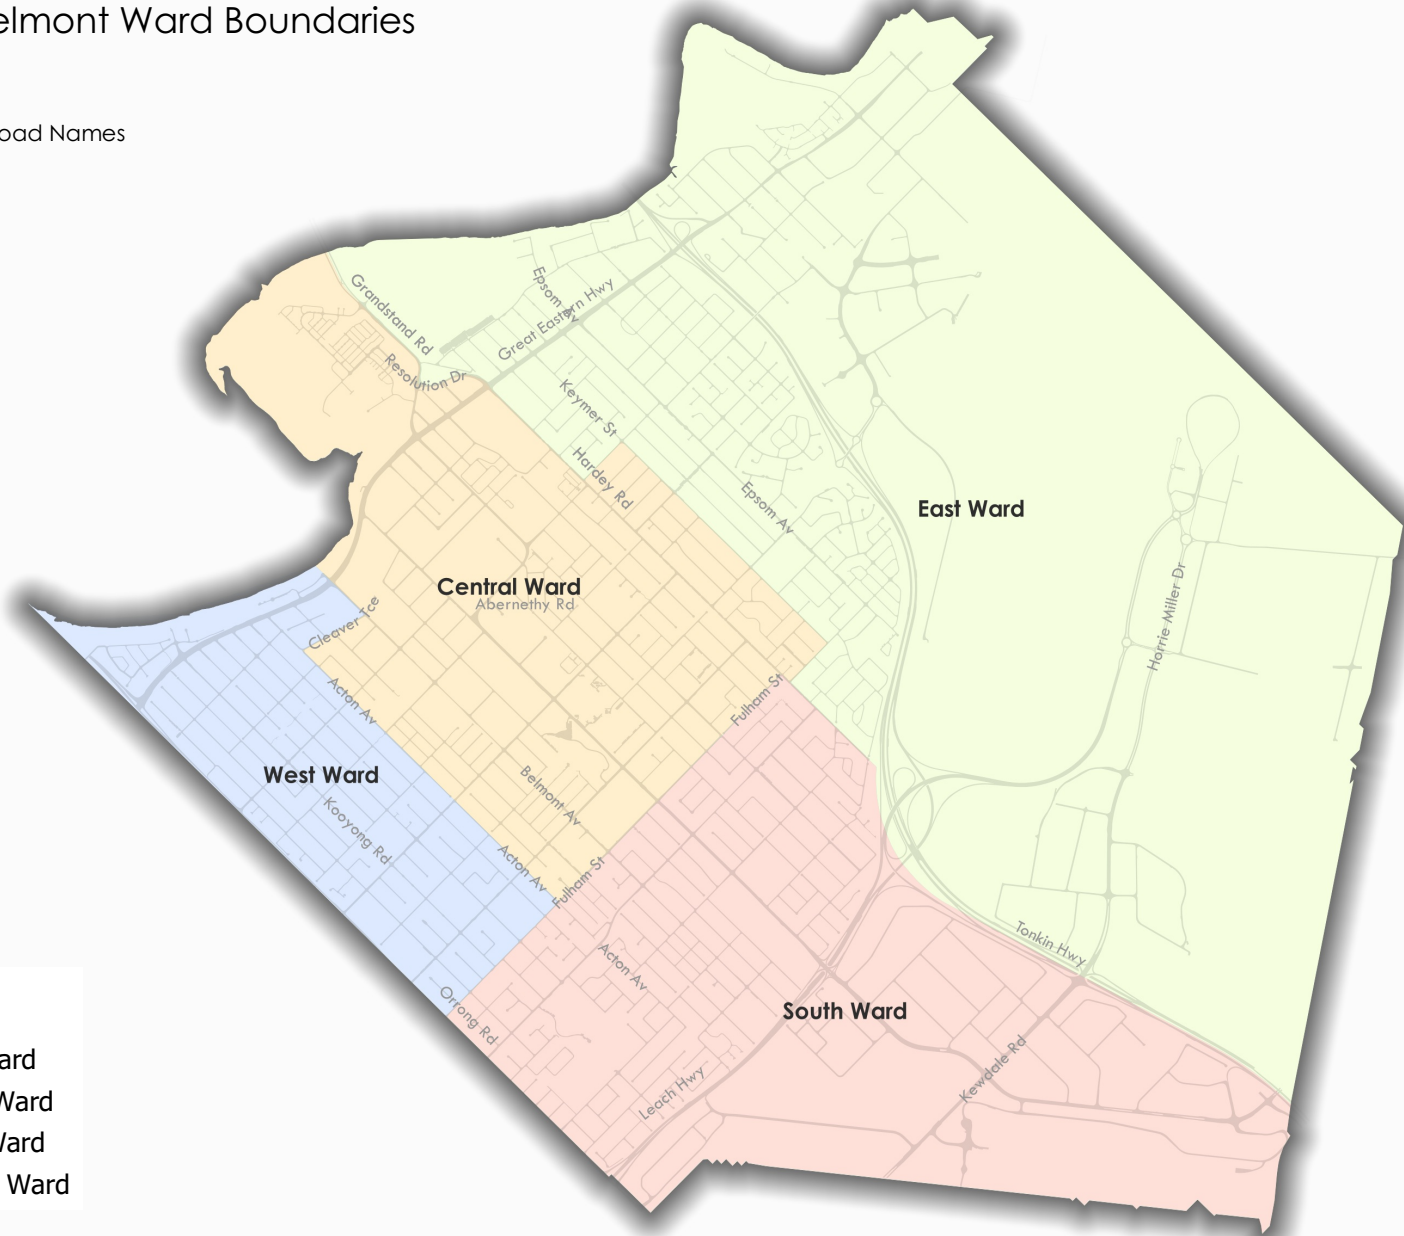 elmont Ward Boundaries
oad Names
Grandstand Rd
Epsom Av
Great Eastern Hwy
Resolution Dr
Keymer St
Hardey Rd
Epsom Av
East Ward
Central Ward
Abernethy Rd
Cleaver Tce
Horrie Miller Dr
Acton Av
Fulham St
West Ward
Belmont Av
Kooyong Rd
Acton Av
Fulham St
Tonkin Hwy
Acton Av
South Ward
Orrong Rd
Kewdale Rd
Leach Hwy
ard
Ward
Ward
Ward